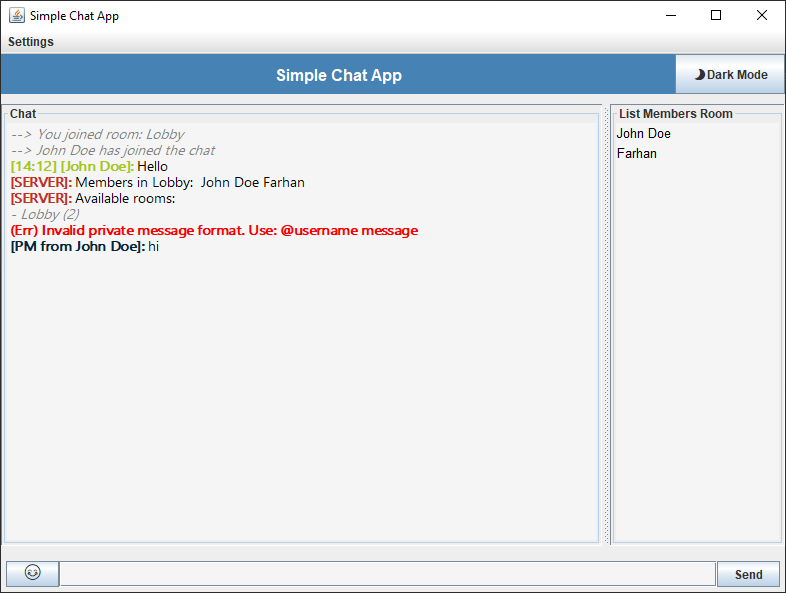 Simple Chat App
Settings
Simple Chat App
Dark Mode
Chat
--> You joined room: Lobby
--> John Doe has joined the chat
[14:12] [John Doe]: Hello
[SERVER]: Members in Lobby:  John Doe Farhan
[SERVER]: Available rooms:
- Lobby (2)
(Err) Invalid private message format. Use: @username message
[PM from John Doe]: hi
List Members Room
John Doe
Farhan
Send